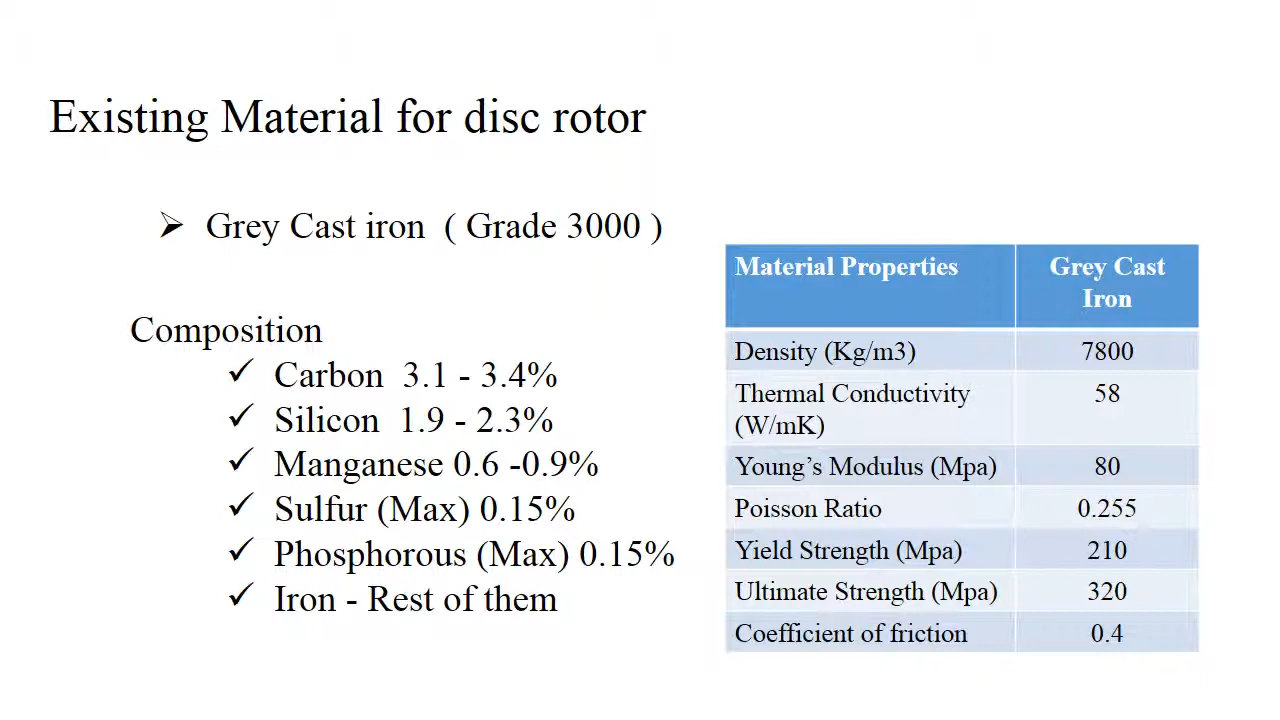 Existing Material for disc rotor
➢ Grey Cast iron ( Grade 3000 )
Composition
✓ Carbon 3.1 - 3.4%
✓ Silicon 1.9 - 2.3%
✓ Manganese 0.6 -0.9%
✓ Sulfur (Max) 0.15%
✓ Phosphorous (Max) 0.15%
✓ Iron - Rest of them
Material Properties Grey Cast
Iron
Density (Kg/m3) 7800
Thermal Conductivity 58
(W/mK)
Young’s Modulus (Mpa) 80
Poisson Ratio 0.255
Yield Strength (Mpa) 210
Ultimate Strength (Mpa) 320
Coefficient of friction 0.4